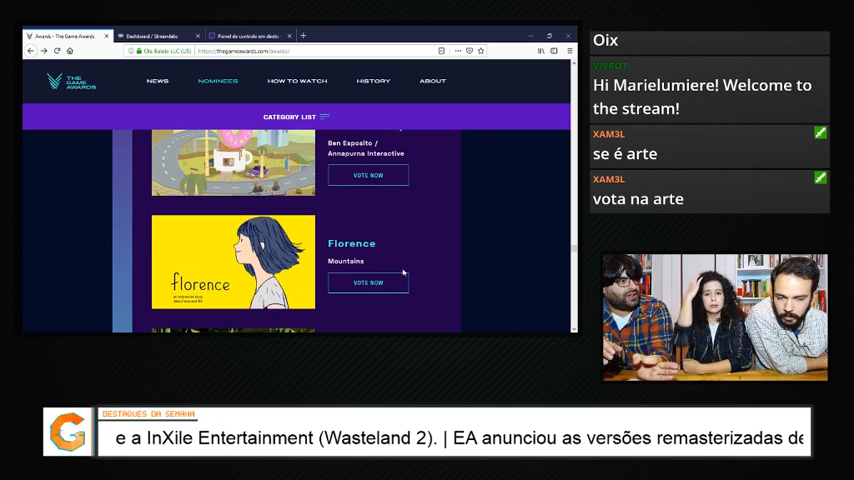 Awards - The Game Awards
Dashboard / Streamlabs
Painel de controlo em direto -
Ole Balola LLC (US)
https://thegameawards.com/awards/
THE
GAME
AWARDS
NEWS
NOMINEES
HOW TO WATCH
HISTORY
ABOUT
CATEGORY LIST
Ben Esposito /
Annapurna Interactive
VOTE NOW
florence
Florence
Mountains
VOTE NOW
Oix
VIVBOT:
Hi Marielumiere! Welcome to
the stream!
XAM3L
se é arte
XAM3L
vota na arte
DESTAQUES DA SEMANA
G
e a InXile Entertainment (Wasteland 2). | EA anunciou as versões remasterizadas de